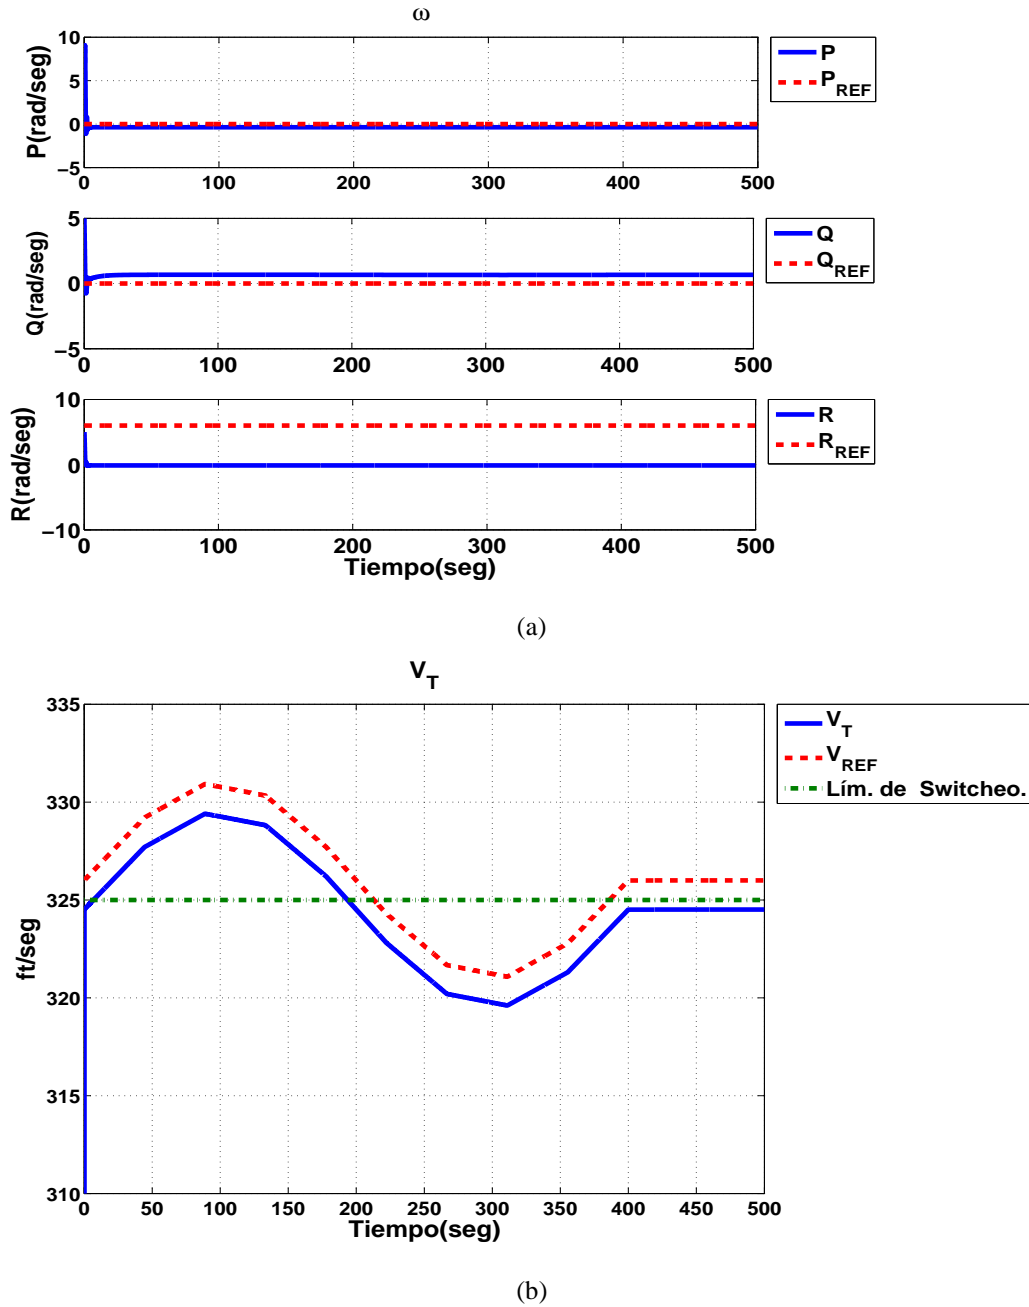 ω
10
5
0
−5
P(rad/seg)
0 100 200 300 400 500
P
P_REF
5
0
−5
Q(rad/seg)
0 100 200 300 400 500
Q
Q_REF
10
0
−10
R(rad/seg)
0 100 200 300 400 500
Tiempo(seg)
R
R_REF
(a)
V_T
335
330
325
320
315
310
ft/seg
0 50 100 150 200 250 300 350 400 450 500
Tiempo(seg)
V_T
V_REF
Lím. de Switcheo.
(b)